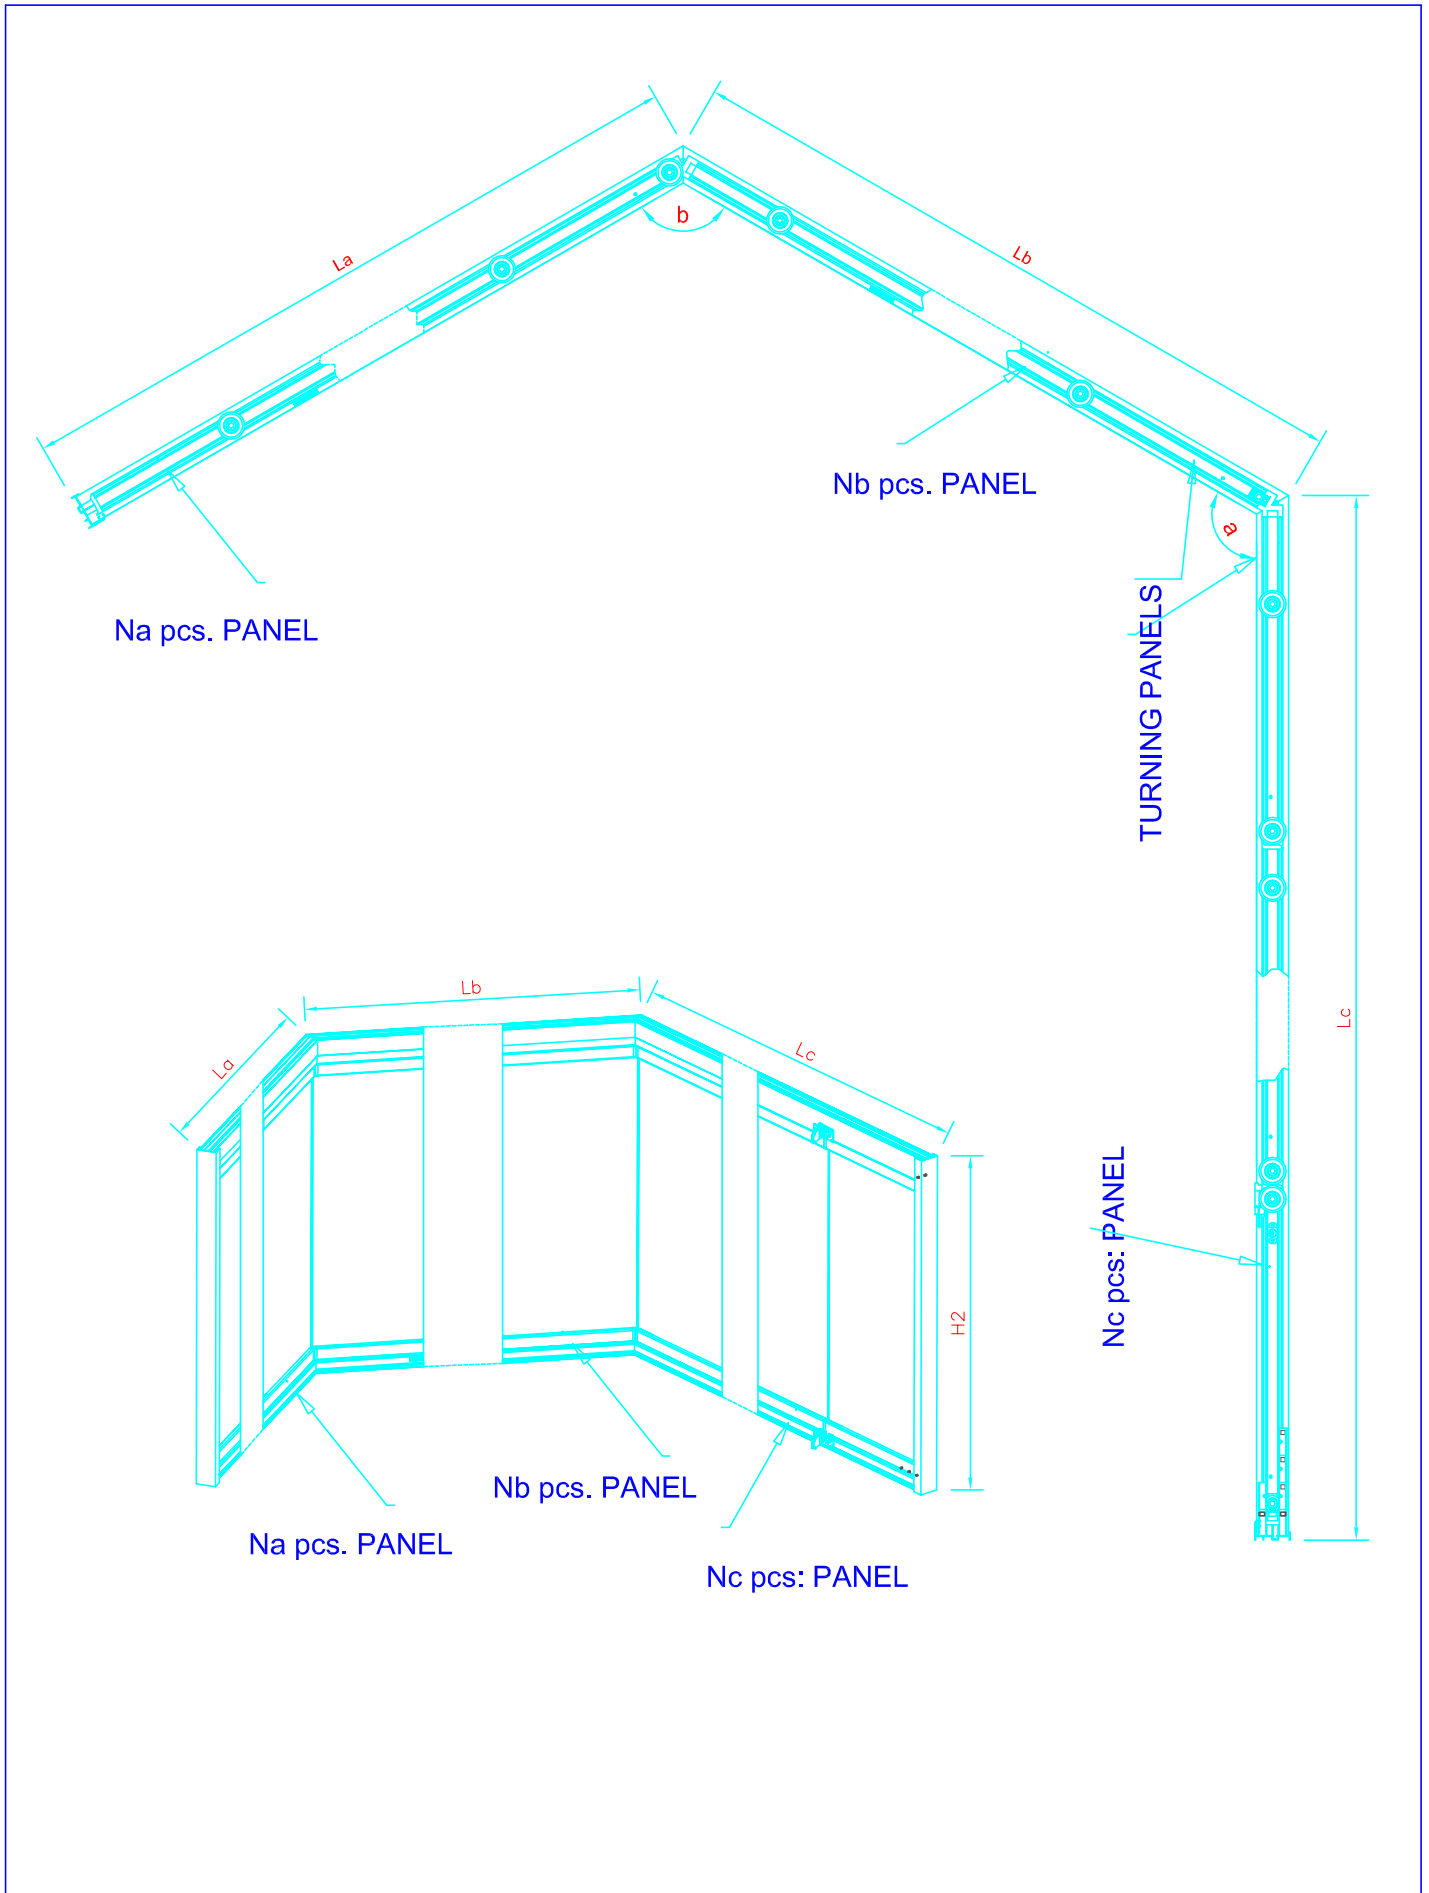 La
b
Lb
Nb pcs. PANEL
a
Na pcs. PANEL
TURNING PANELS
Lc
Nc pcs: PANEL
La
Lb
Lc
H2
Nb pcs. PANEL
Na pcs. PANEL
Nc pcs: PANEL